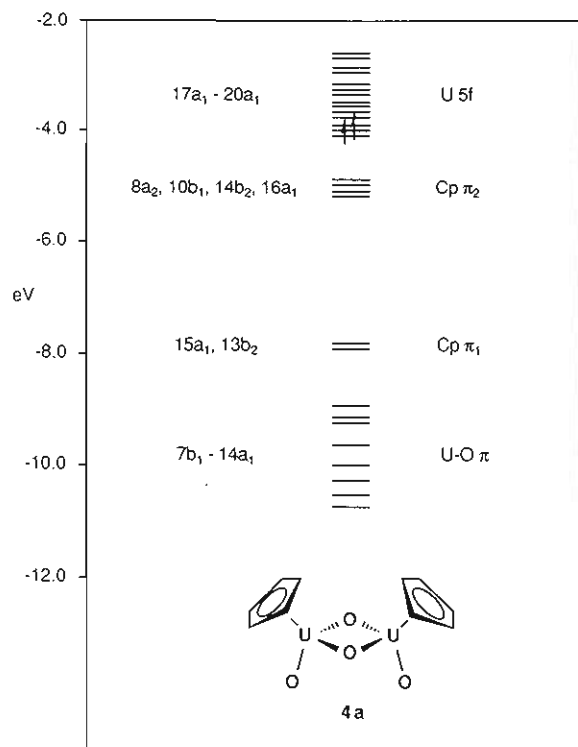 -2.0
17a₁ - 20a₁ U 5f
-4.0
8a₂, 10b₁, 14b₂, 16a₁ Cp π₂
-6.0
eV
15a₁, 13b₂ Cp π₁
-8.0
7b₁ - 14a₁ U-O π
-10.0
-12.0
O
U U
O
O O
4a